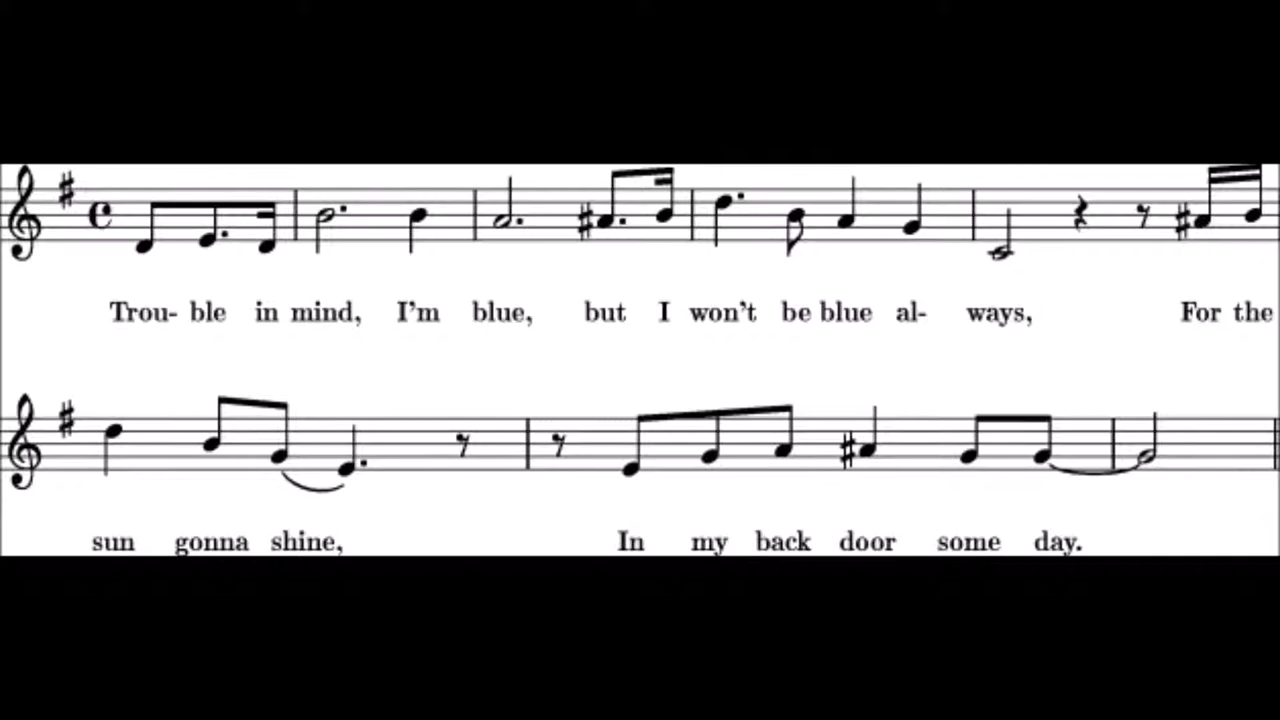 Trou- ble in mind, I'm blue, but I won't be blue al- ways, For the
sun gonna shine, In my back door some day.